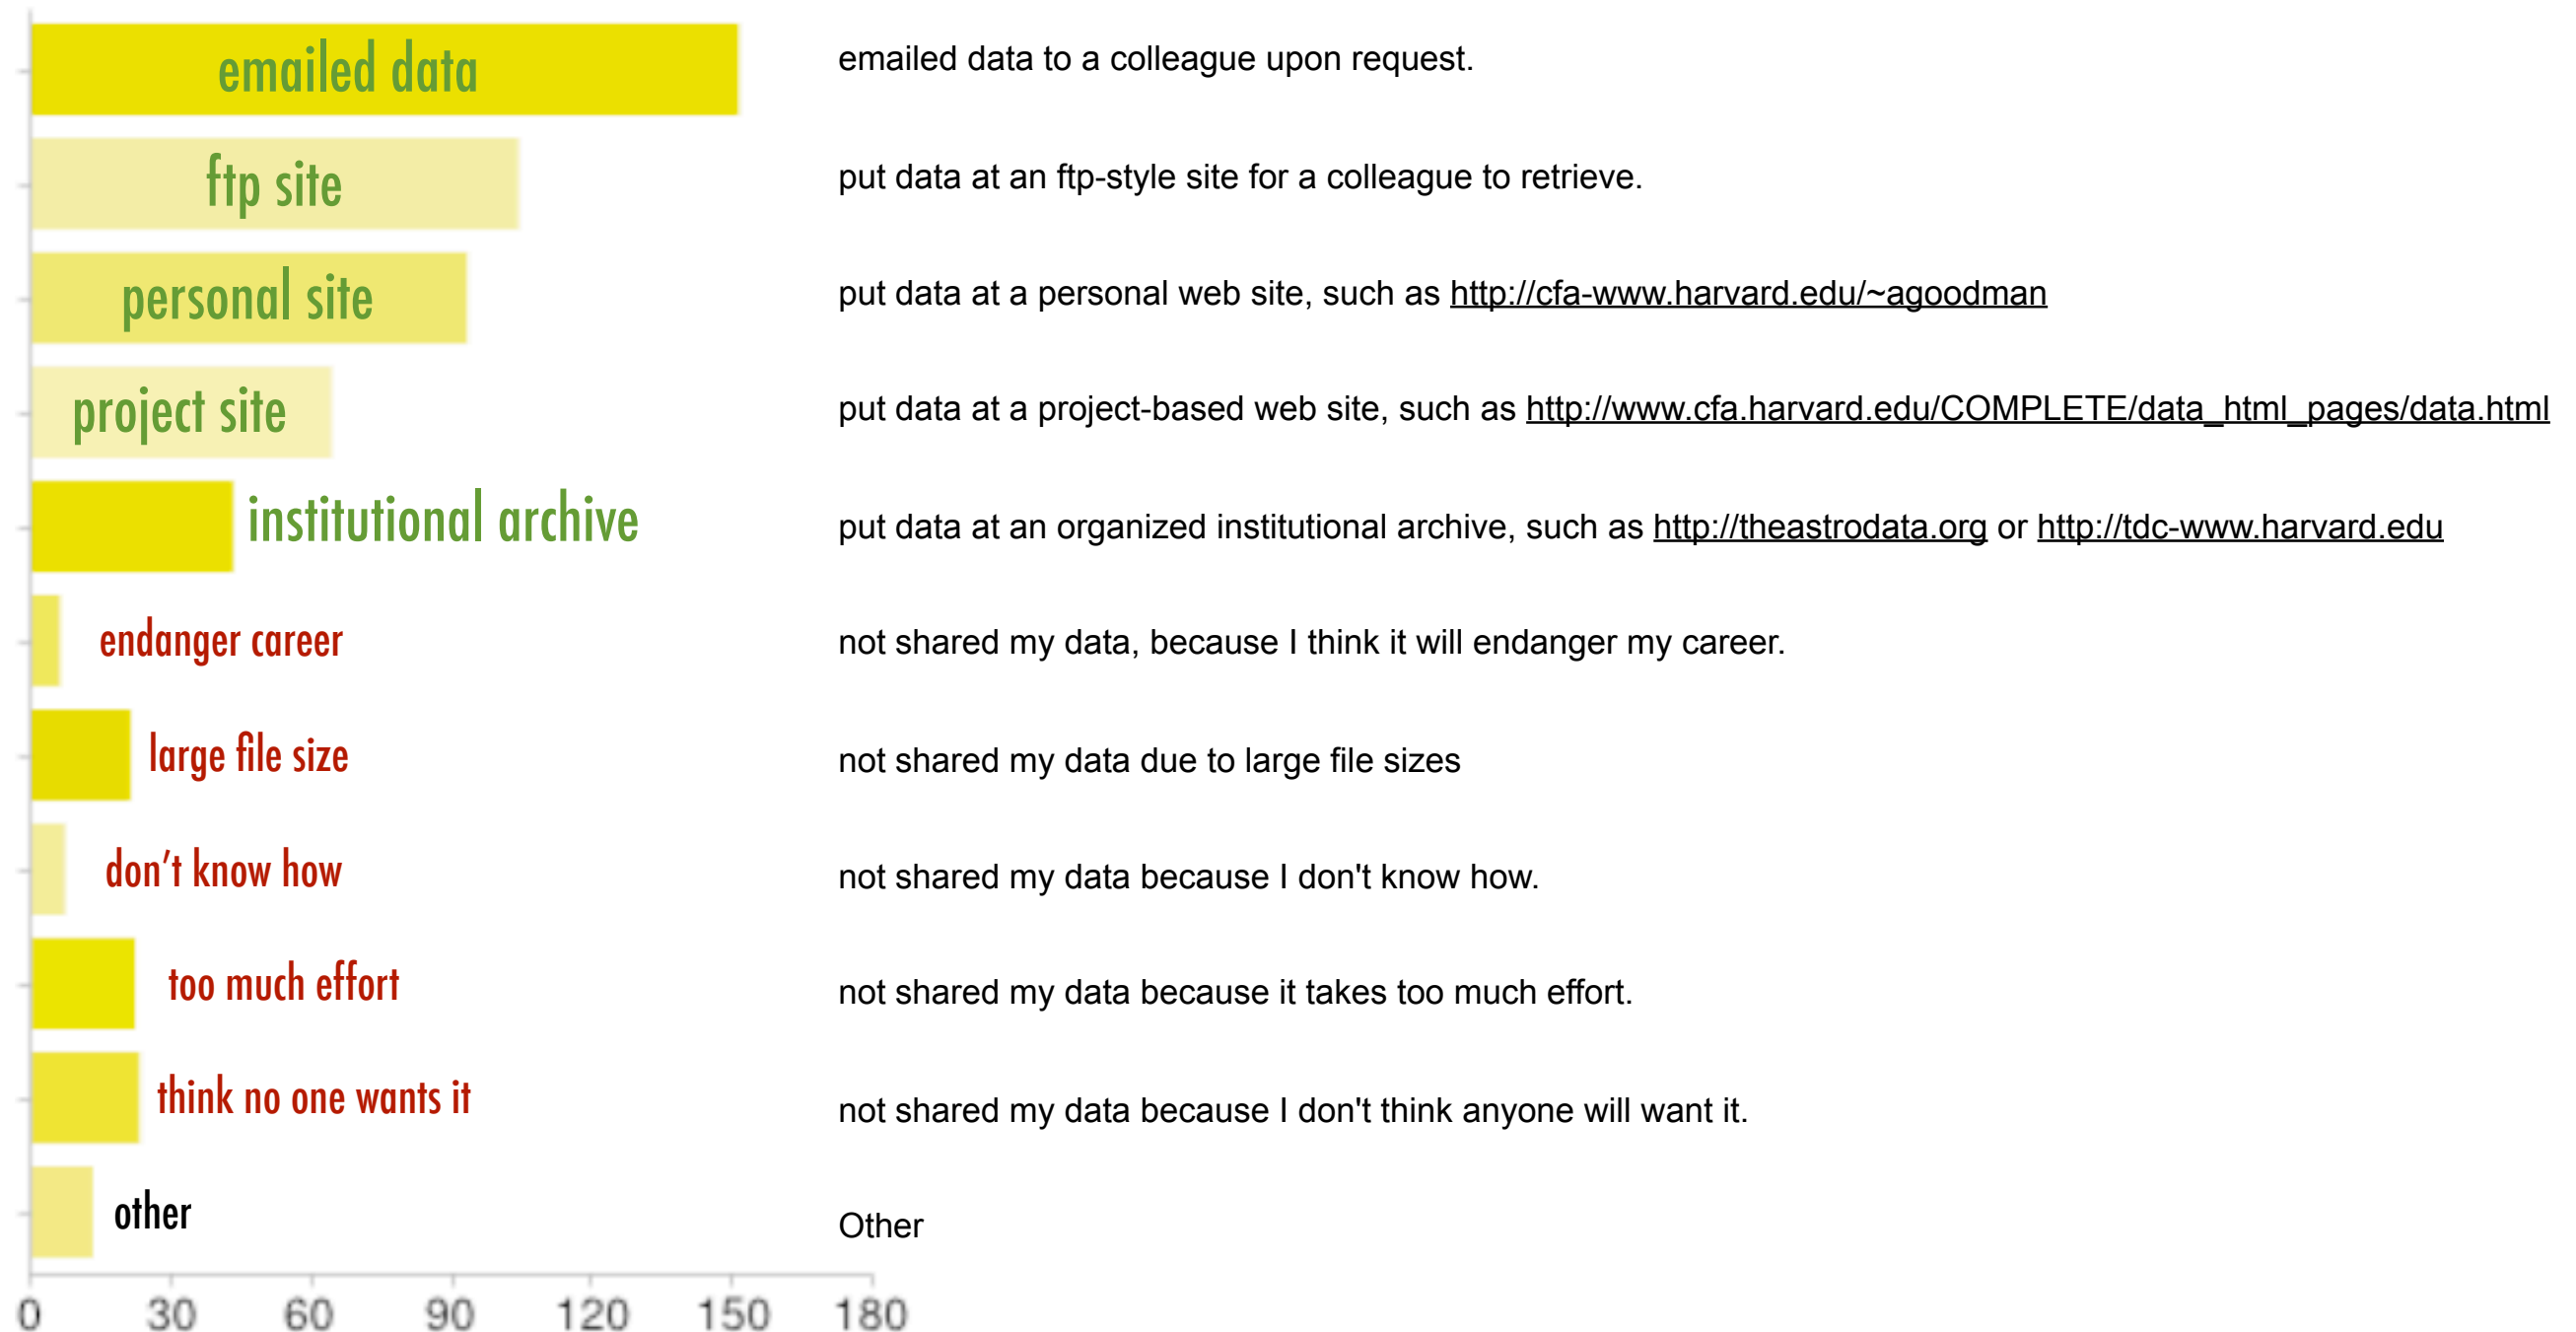 emailed data
emailed data to a colleague upon request.
ftp site
put data at an ftp-style site for a colleague to retrieve.
personal site
put data at a personal web site, such as http://cfa-www.harvard.edu/~agoodman
project site
put data at a project-based web site, such as http://www.cfa.harvard.edu/COMPLETE/data_html_pages/data.html
institutional archive
put data at an organized institutional archive, such as http://theastrodata.org or http://tdc-www.harvard.edu
endanger career
not shared my data, because I think it will endanger my career.
large file size
not shared my data due to large file sizes
don’t know how
not shared my data because I don't know how.
too much effort
not shared my data because it takes too much effort.
think no one wants it
not shared my data because I don't think anyone will want it.
other
Other
0 30 60 90 120 150 180